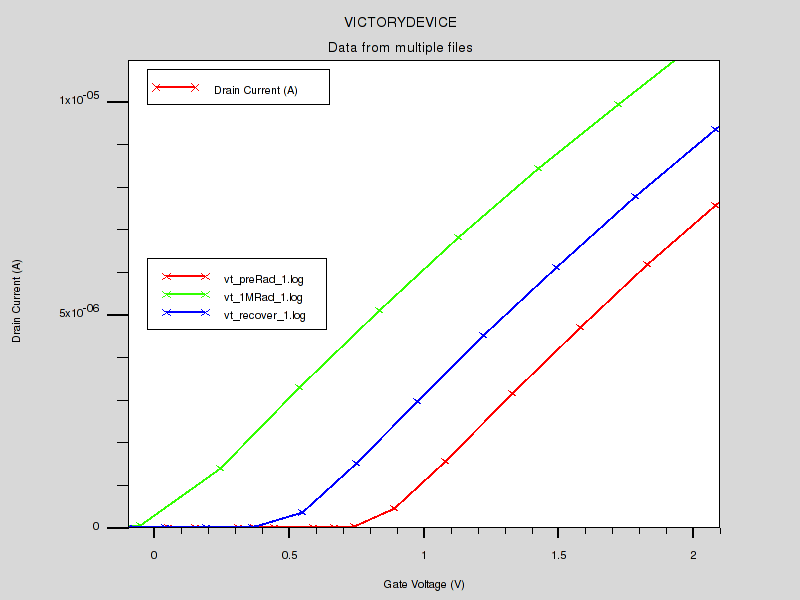 VICTORYDEVICE
Data from multiple files
1x10-05
Drain Current (A)
vt_preRad_1.log
vt_1MRad_1.log
vt_recover_1.log
5x10-06
Drain Current (A)
0
0 0.5 1 1.5 2
Gate Voltage (V)